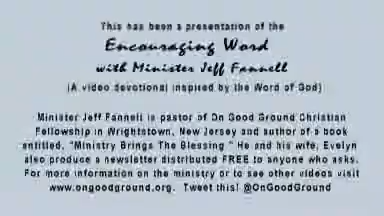 This has been a presentation of the
Encouraging Word
with Minister Jeff Fannell
(A video devotional inspired by the Word of God)
Minister Jeff Fannell is pastor of On Good Ground Christian
Fellowship in Wrightstown, New Jersey and author of a book
entitled, "Ministry Brings The Blessing." He and his wife, Evelyn
also produce a newsletter distributed FREE to anyone who asks.
For more information on the ministry or to see other videos visit
www.ongoodground.org. Tweet this! @OnGoodGround